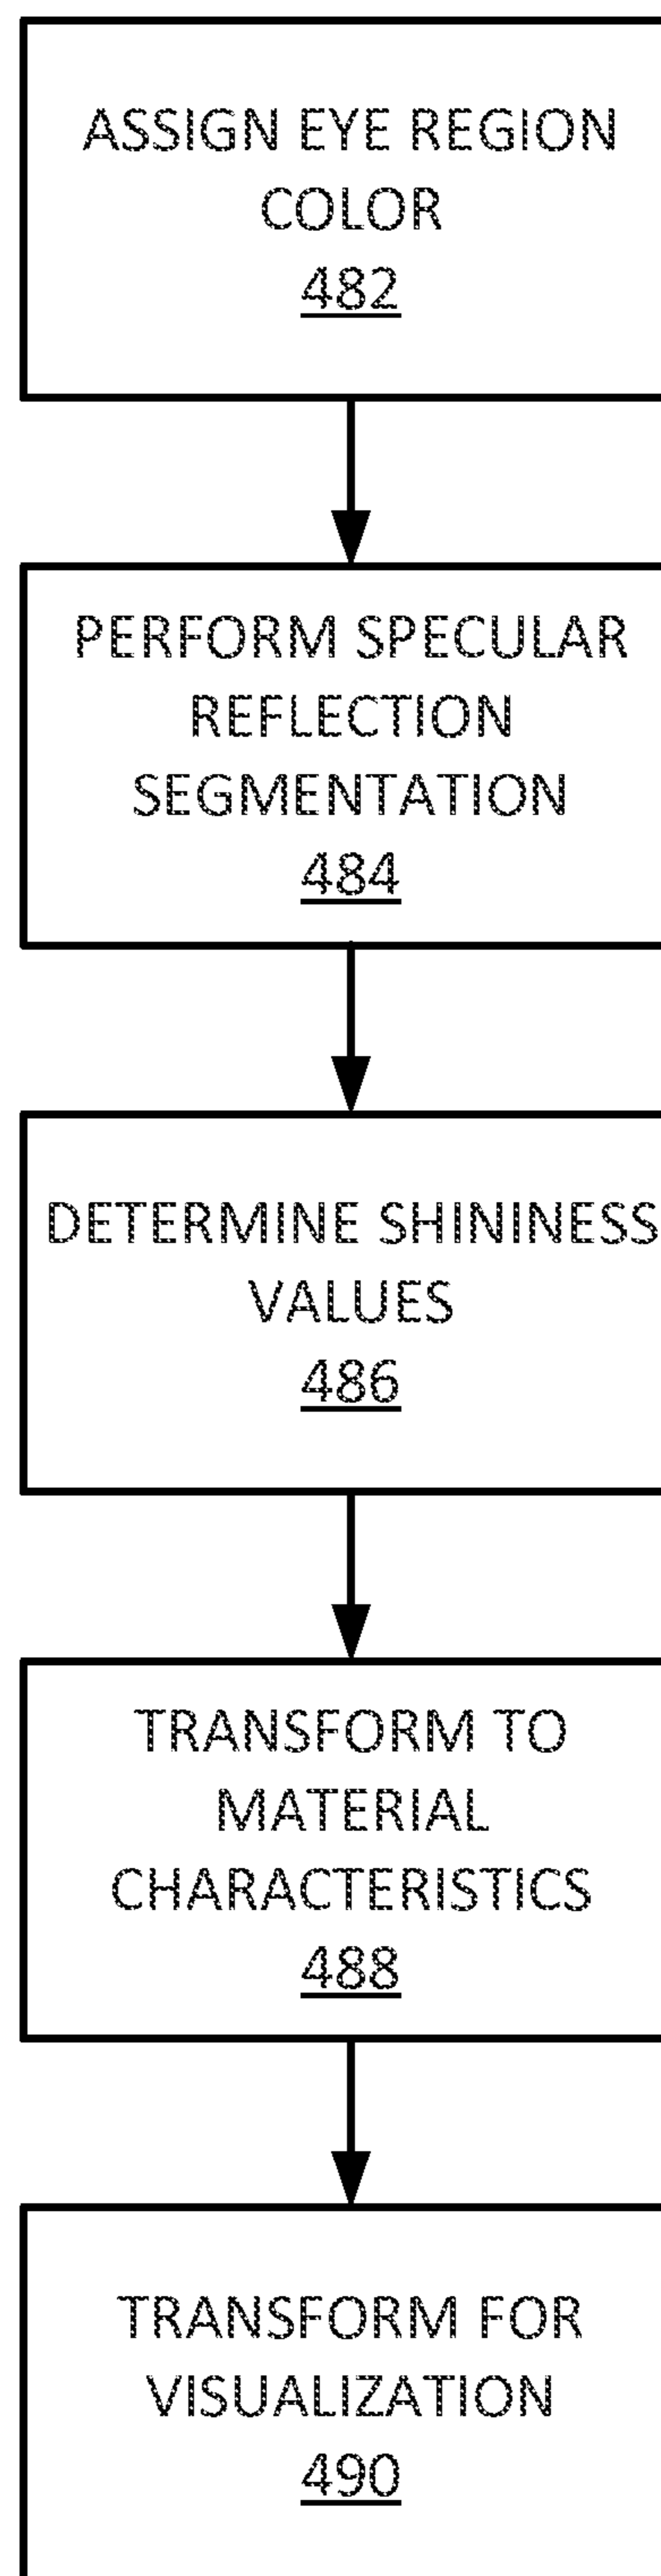 ASSIGN EYE REGION
COLOR
482
PERFORM SPECULAR
REFLECTION
SEGMENTATION
484
DETERMINE SHININESS
VALUES
486
TRANSFORM TO
MATERIAL
CHARACTERISTICS
488
TRANSFORM FOR
VISUALIZATION
490